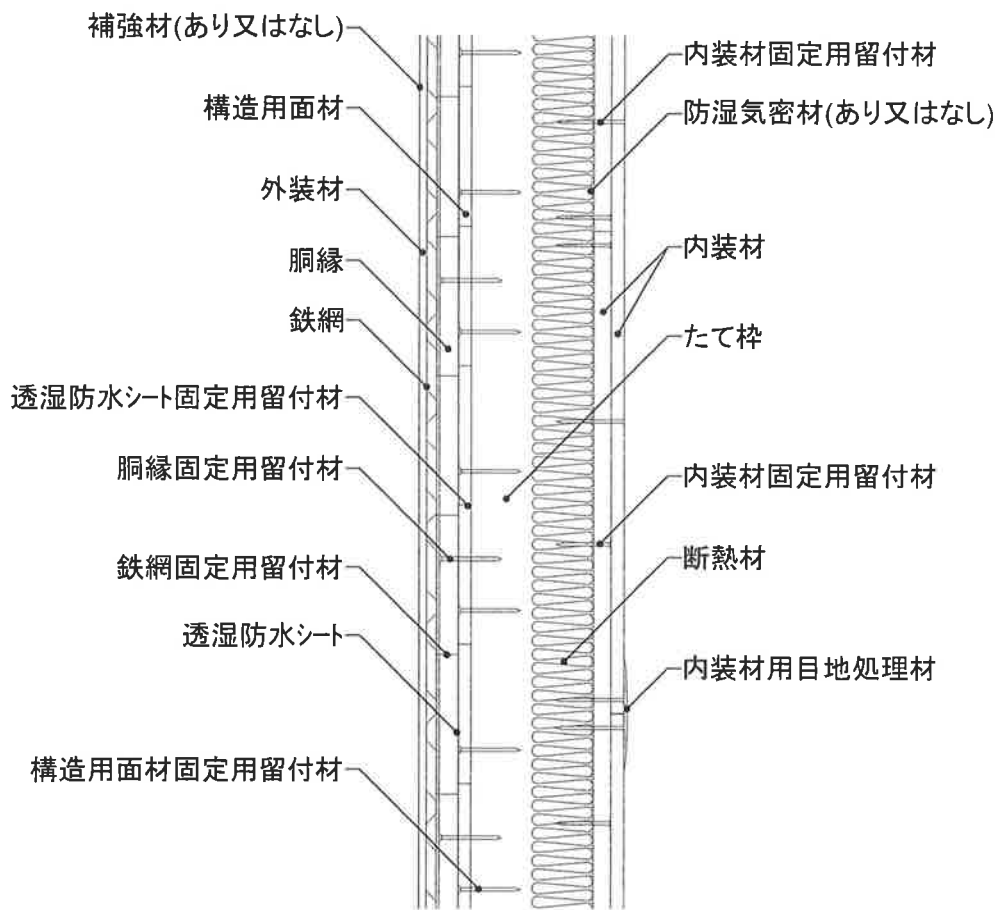 補強材(あり又はなし)
構造用面材
外装材
胴縁
鉄網
透湿防水シート固定用留付材
胴縁固定用留付材
鉄網固定用留付材
透湿防水シート
構造用面材固定用留付材
内装材固定用留付材
防湿気密材(あり又はなし)
内装材
たて枠
内装材固定用留付材
断熱材
内装材用目地処理材